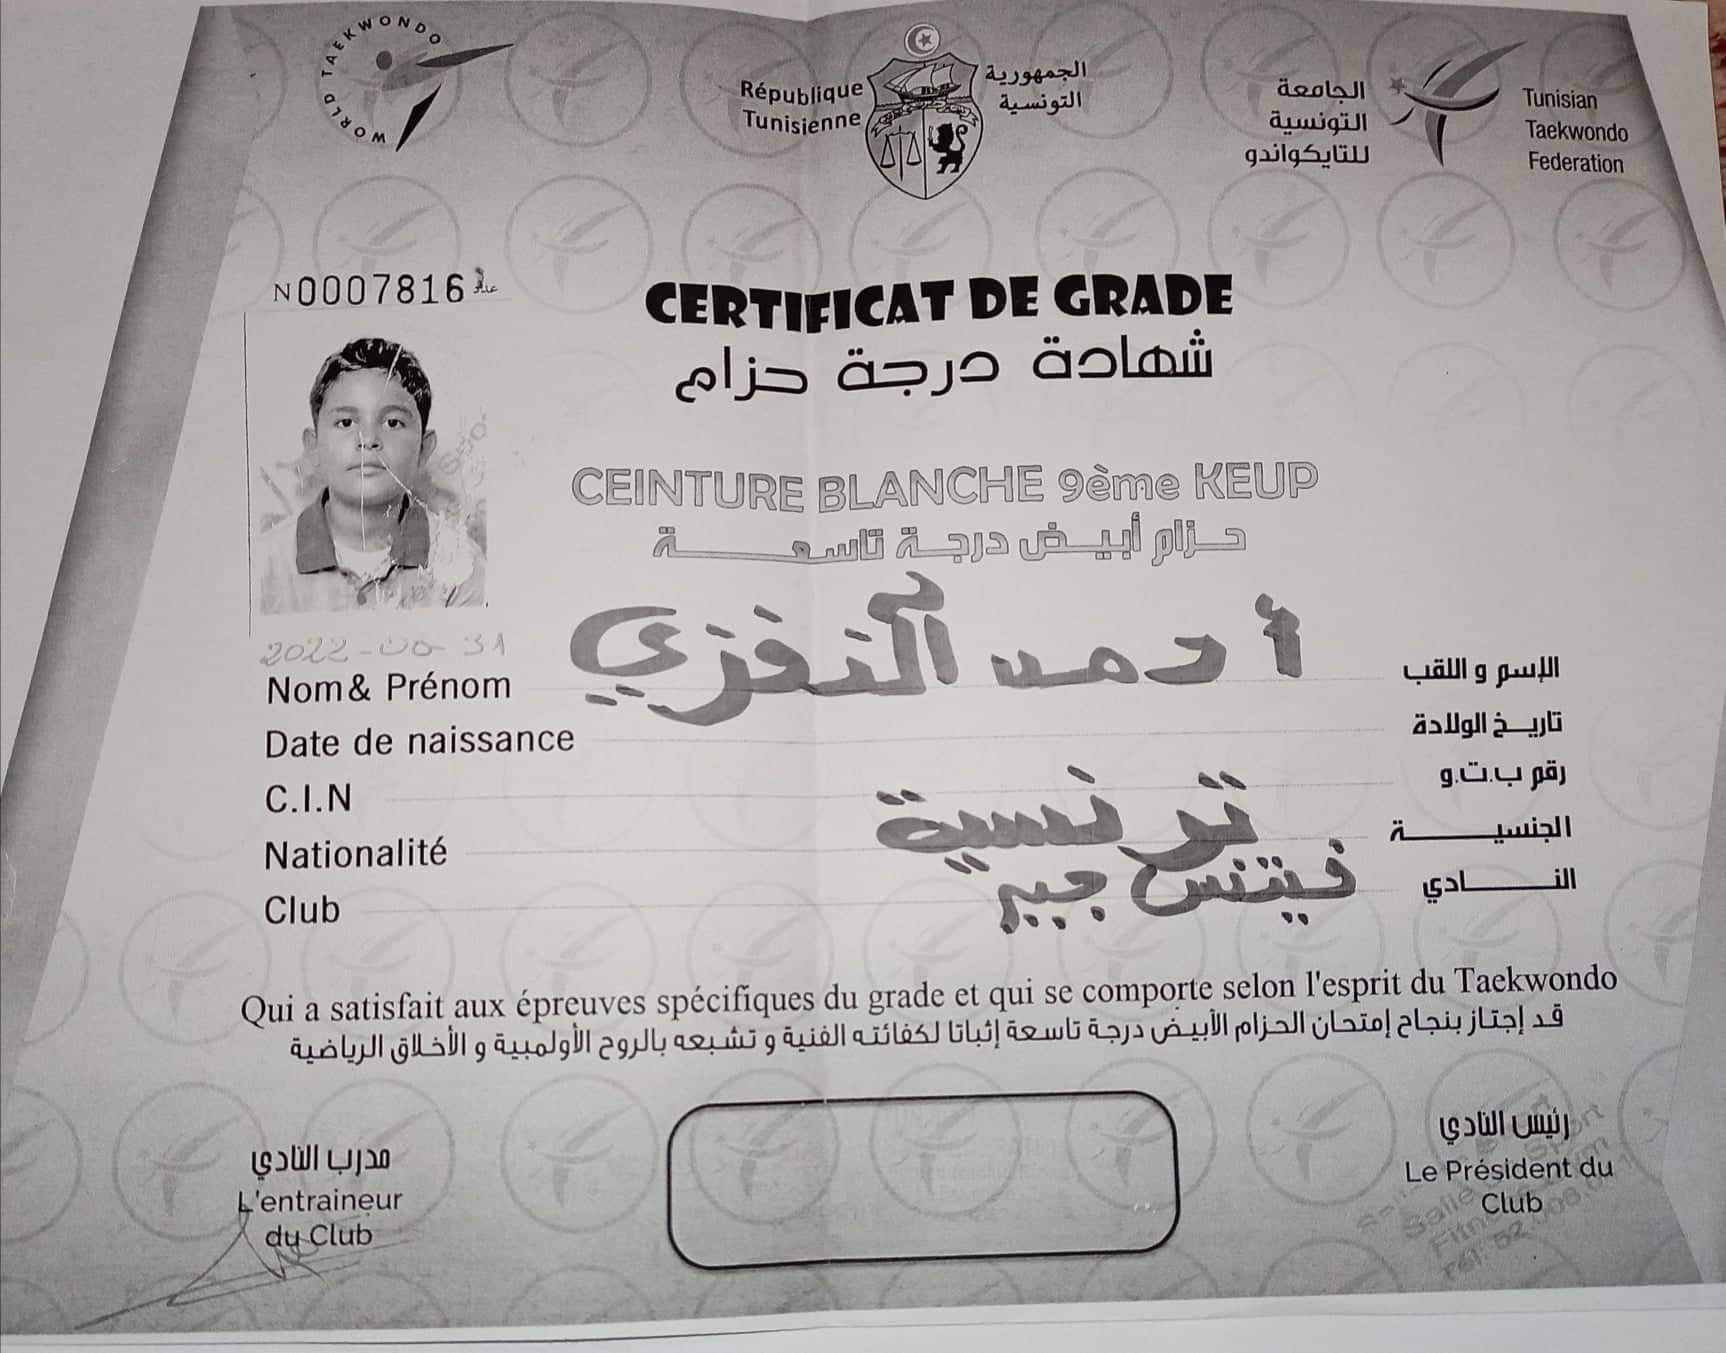 WORLD TAEKWONDO
République
Tunisienne
الجمهورية
التونسية
الجامعة
التونسية
للتايكواندو
Tunisian
Taekwondo
Federation
N0007816
CERTIFICAT DE GRADE
شهادة درجة حزام
CEINTURE BLANCHE 9ème KEUP
حزام أبيض درجة تاسعة
Nom& Prénom أحمد النفزي الإسم و اللقب
Date de naissance تاريخ الولادة
C.I.N رقم ب.ت.و
Nationalité تونسية الجنسية
Club فيتنس جيم النادي
Qui a satisfait aux épreuves spécifiques du grade et qui se comporte selon l'esprit du Taekwondo
قد إجتاز بنجاح إمتحان الحزام الأبيض درجة تاسعة إثباتا لكفائته الفنية و تشبعه بالروح الأولمبية و الأخلاق الرياضية
مدرب النادي
L'entraineur
du Club
رئيس النادي
Le Président du
Club